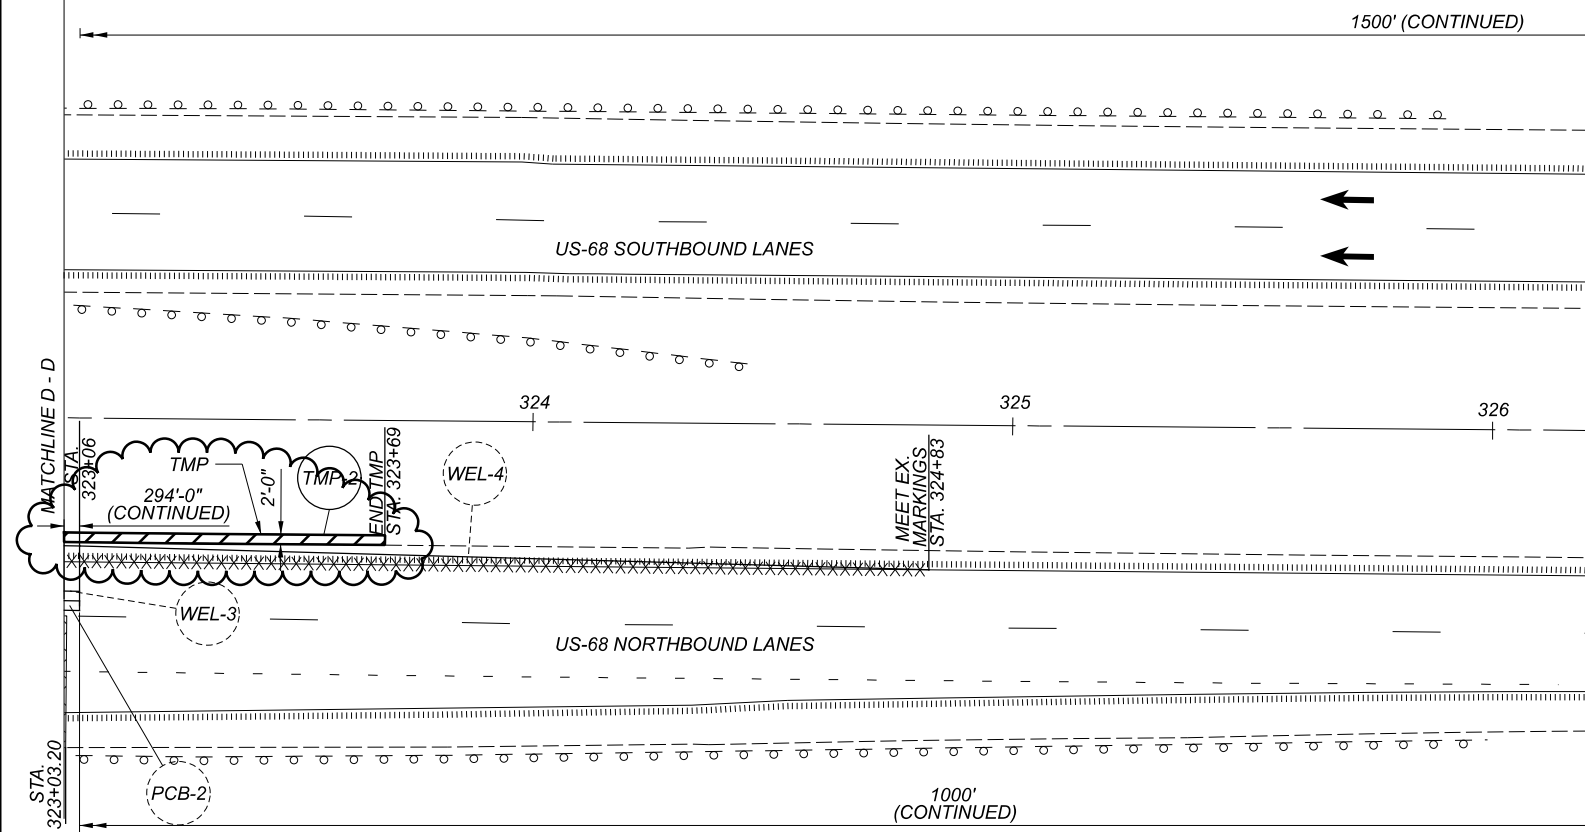 1500' (CONTINUED)
US-68 SOUTHBOUND LANES
MATCHLINE D - D
324
325
326
STA.
323+06
TMP
294'-0"
(CONTINUED)
2'-0"
TMP-2
END TMP
STA. 323+69
WEL-4
MEET EX.
MARKINGS
STA. 324+83
WEL-3
US-68 NORTHBOUND LANES
STA.
323+03.20
PCB-2
1000'
(CONTINUED)